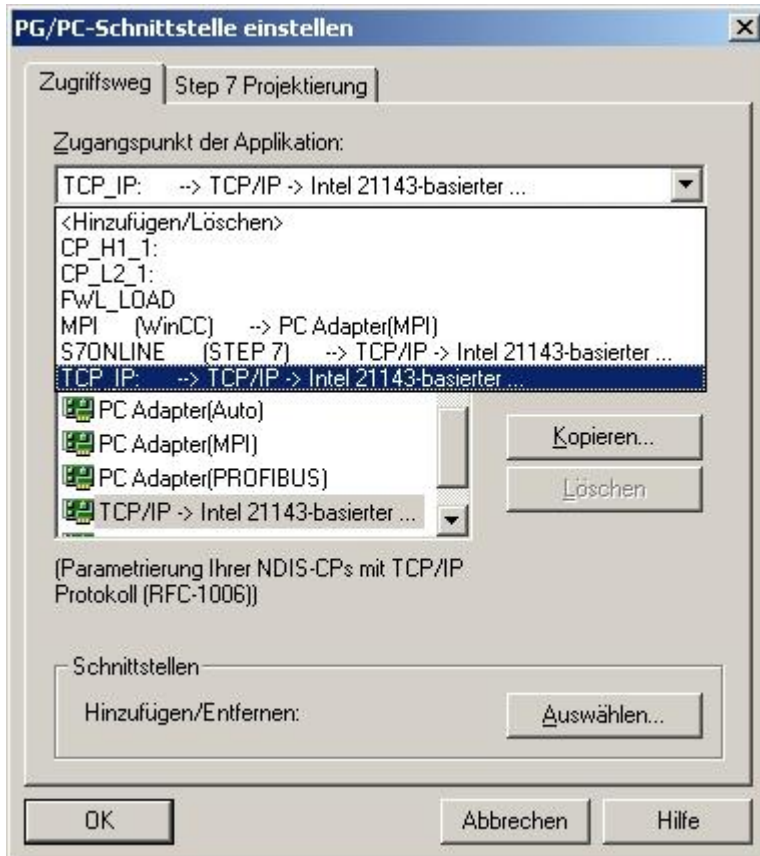 PG/PC-Schnittstelle einstellen
Zugriffsweg
Step 7 Projektierung
Zugangspunkt der Applikation:
TCP_IP: --> TCP/IP -> Intel 21143-basierter ...
<Hinzufügen/Löschen>
CP_H1_1:
CP_L2_1:
FWL_LOAD
MPI (WinCC) --> PC Adapter(MPI)
S7ONLINE (STEP 7) --> TCP/IP -> Intel 21143-basierter ...
TCP_IP: --> TCP/IP -> Intel 21143-basierter ...
PC Adapter(Auto)
PC Adapter(MPI)
PC Adapter(PROFIBUS)
TCP/IP -> Intel 21143-basierter ...
Kopieren...
Löschen
(Parametrierung Ihrer NDIS-CPs mit TCP/IP
Protokoll (RFC-1006))
Schnittstellen
Hinzufügen/Entfernen:
Auswählen...
OK
Abbrechen
Hilfe